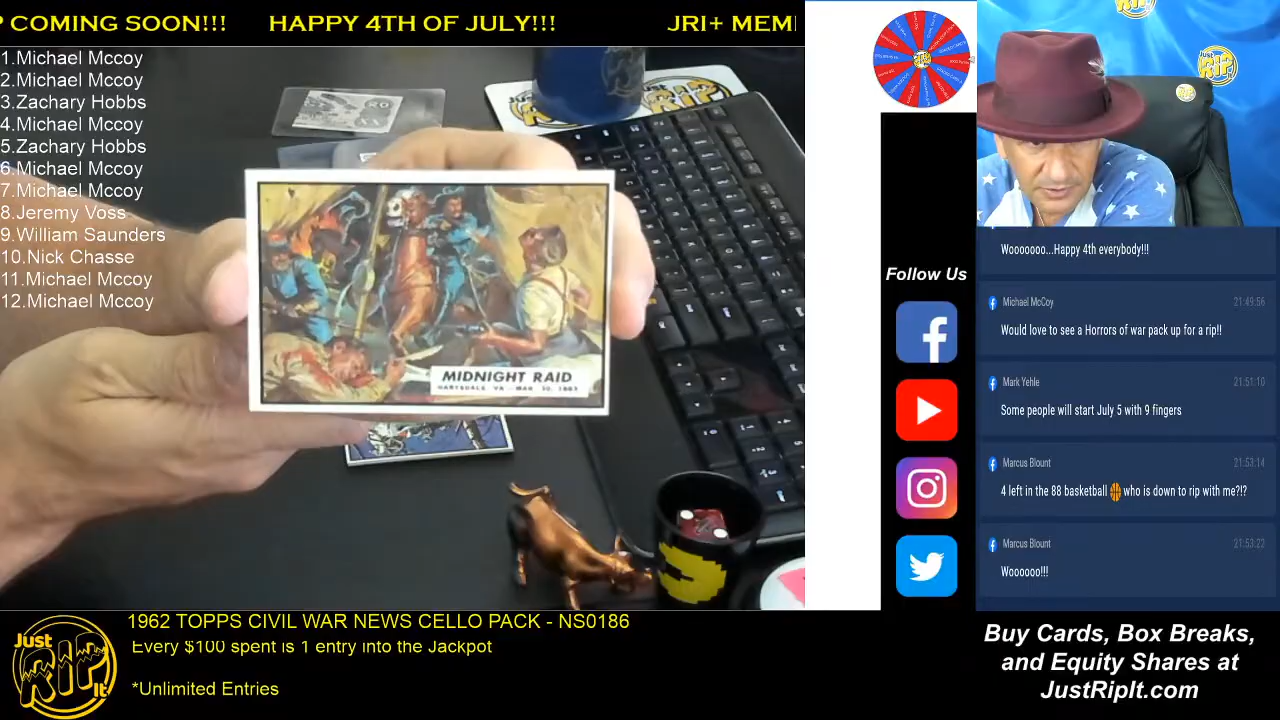 P COMING SOON!!! HAPPY 4TH OF JULY!!! JRI+ MEMI
1.Michael Mccoy
2.Michael Mccoy
3.Zachary Hobbs
4.Michael Mccoy
5.Zachary Hobbs
6.Michael Mccoy
7.Michael Mccoy
8.Jeremy Voss
9.William Saunders
10.Nick Chasse
11.Michael Mccoy
12.Michael Mccoy
MIDNIGHT RAID
Just
RIP
Just
RIP
Follow Us
Wooooooo...Happy 4th everybody!!!
Michael McCoy 21:49:56
Would love to see a Horrors of war pack up for a rip!!
Mark Yehle 21:51:10
Some people will start July 5 with 9 fingers
Marcus Blount 21:53:14
4 left in the 88 basketball 🏀 who is down to rip with me?!?
Marcus Blount 21:53:23
Woooooo!!!
Just
RIP
It
1962 TOPPS CIVIL WAR NEWS CELLO PACK - NS0186
Every $100 spent is 1 entry into the Jackpot
*Unlimited Entries
Buy Cards, Box Breaks,
and Equity Shares at
JustRipIt.com